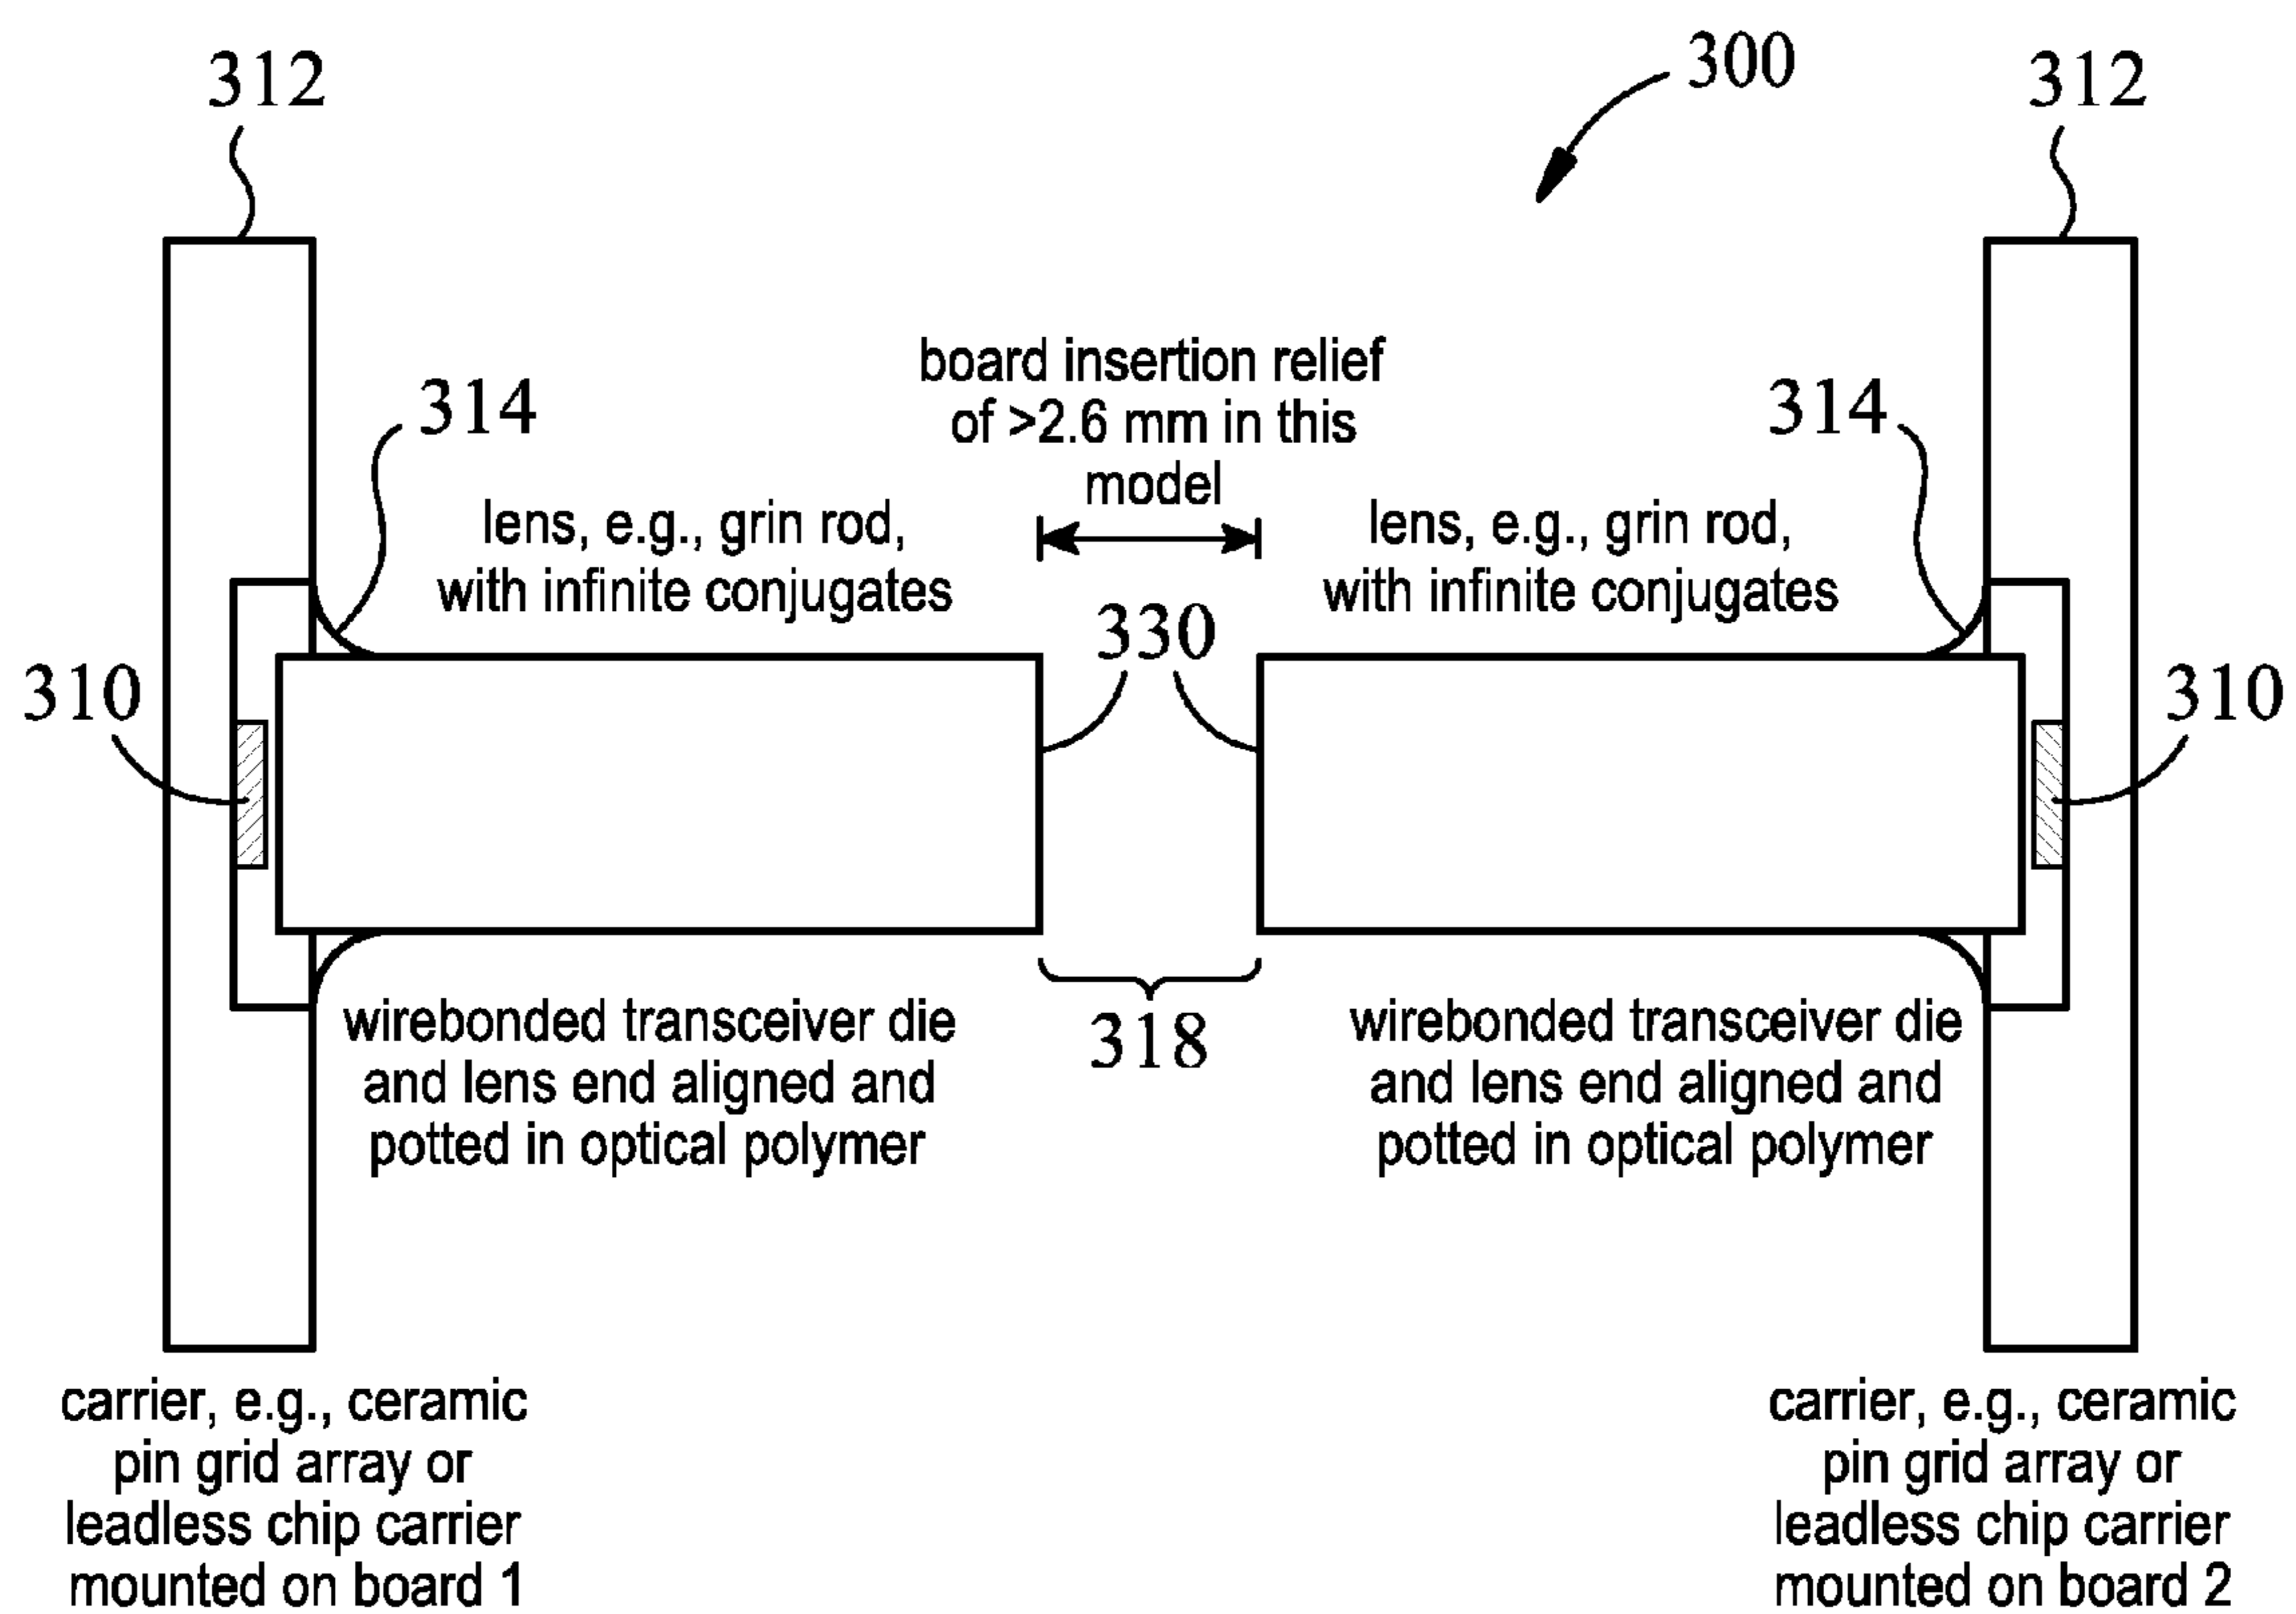 300
312
312
board insertion relief
of >2.6 mm in this
model
314
314
lens, e.g., grin rod,
with infinite conjugates
lens, e.g., grin rod,
with infinite conjugates
330
310
310
318
wirebonded transceiver die
and lens end aligned and
potted in optical polymer
wirebonded transceiver die
and lens end aligned and
potted in optical polymer
carrier, e.g., ceramic
pin grid array or
leadless chip carrier
mounted on board 1
carrier, e.g., ceramic
pin grid array or
leadless chip carrier
mounted on board 2